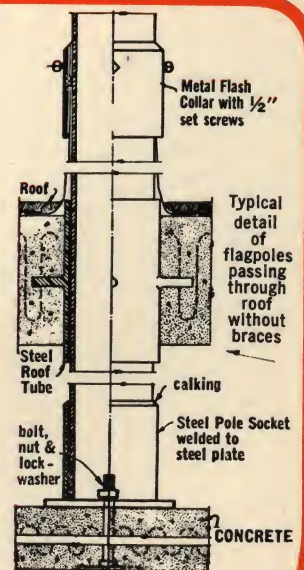 Metal Flash
Collar with ½"
set screws
Roof
Typical
detail
of
flagpoles
passing
through
roof
without
braces
Steel
Roof
Tube
calking
Steel Pole Socket
welded to
steel plate
bolt,
nut &
lock-
washer
CONCRETE